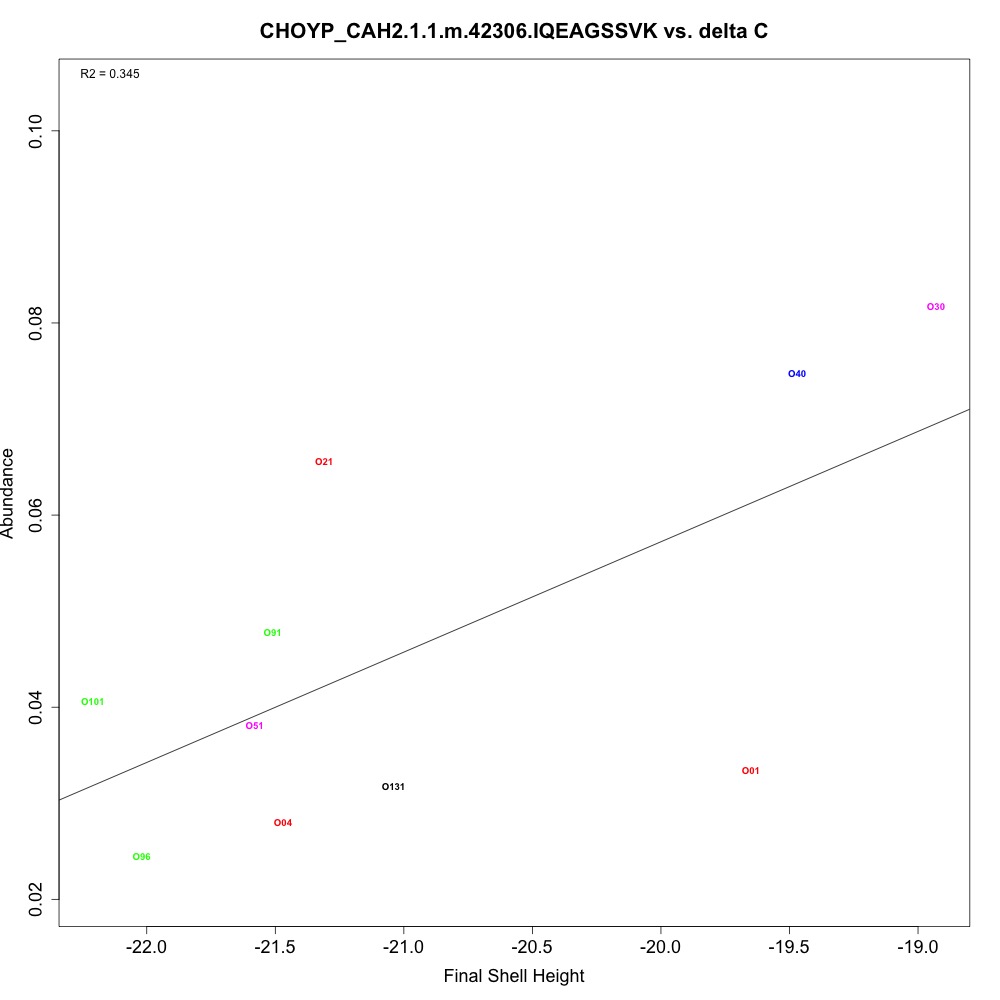 CHOYP_CAH2.1.1.m.42306.IQEAGSSVK vs. delta C
R2 = 0.345
0.10
0.08
0.06
0.04
0.02
Abundance
O30
O40
O21
O91
O101
O51
O01
O131
O04
O96
-22.0 -21.5 -21.0 -20.5 -20.0 -19.5 -19.0
Final Shell Height